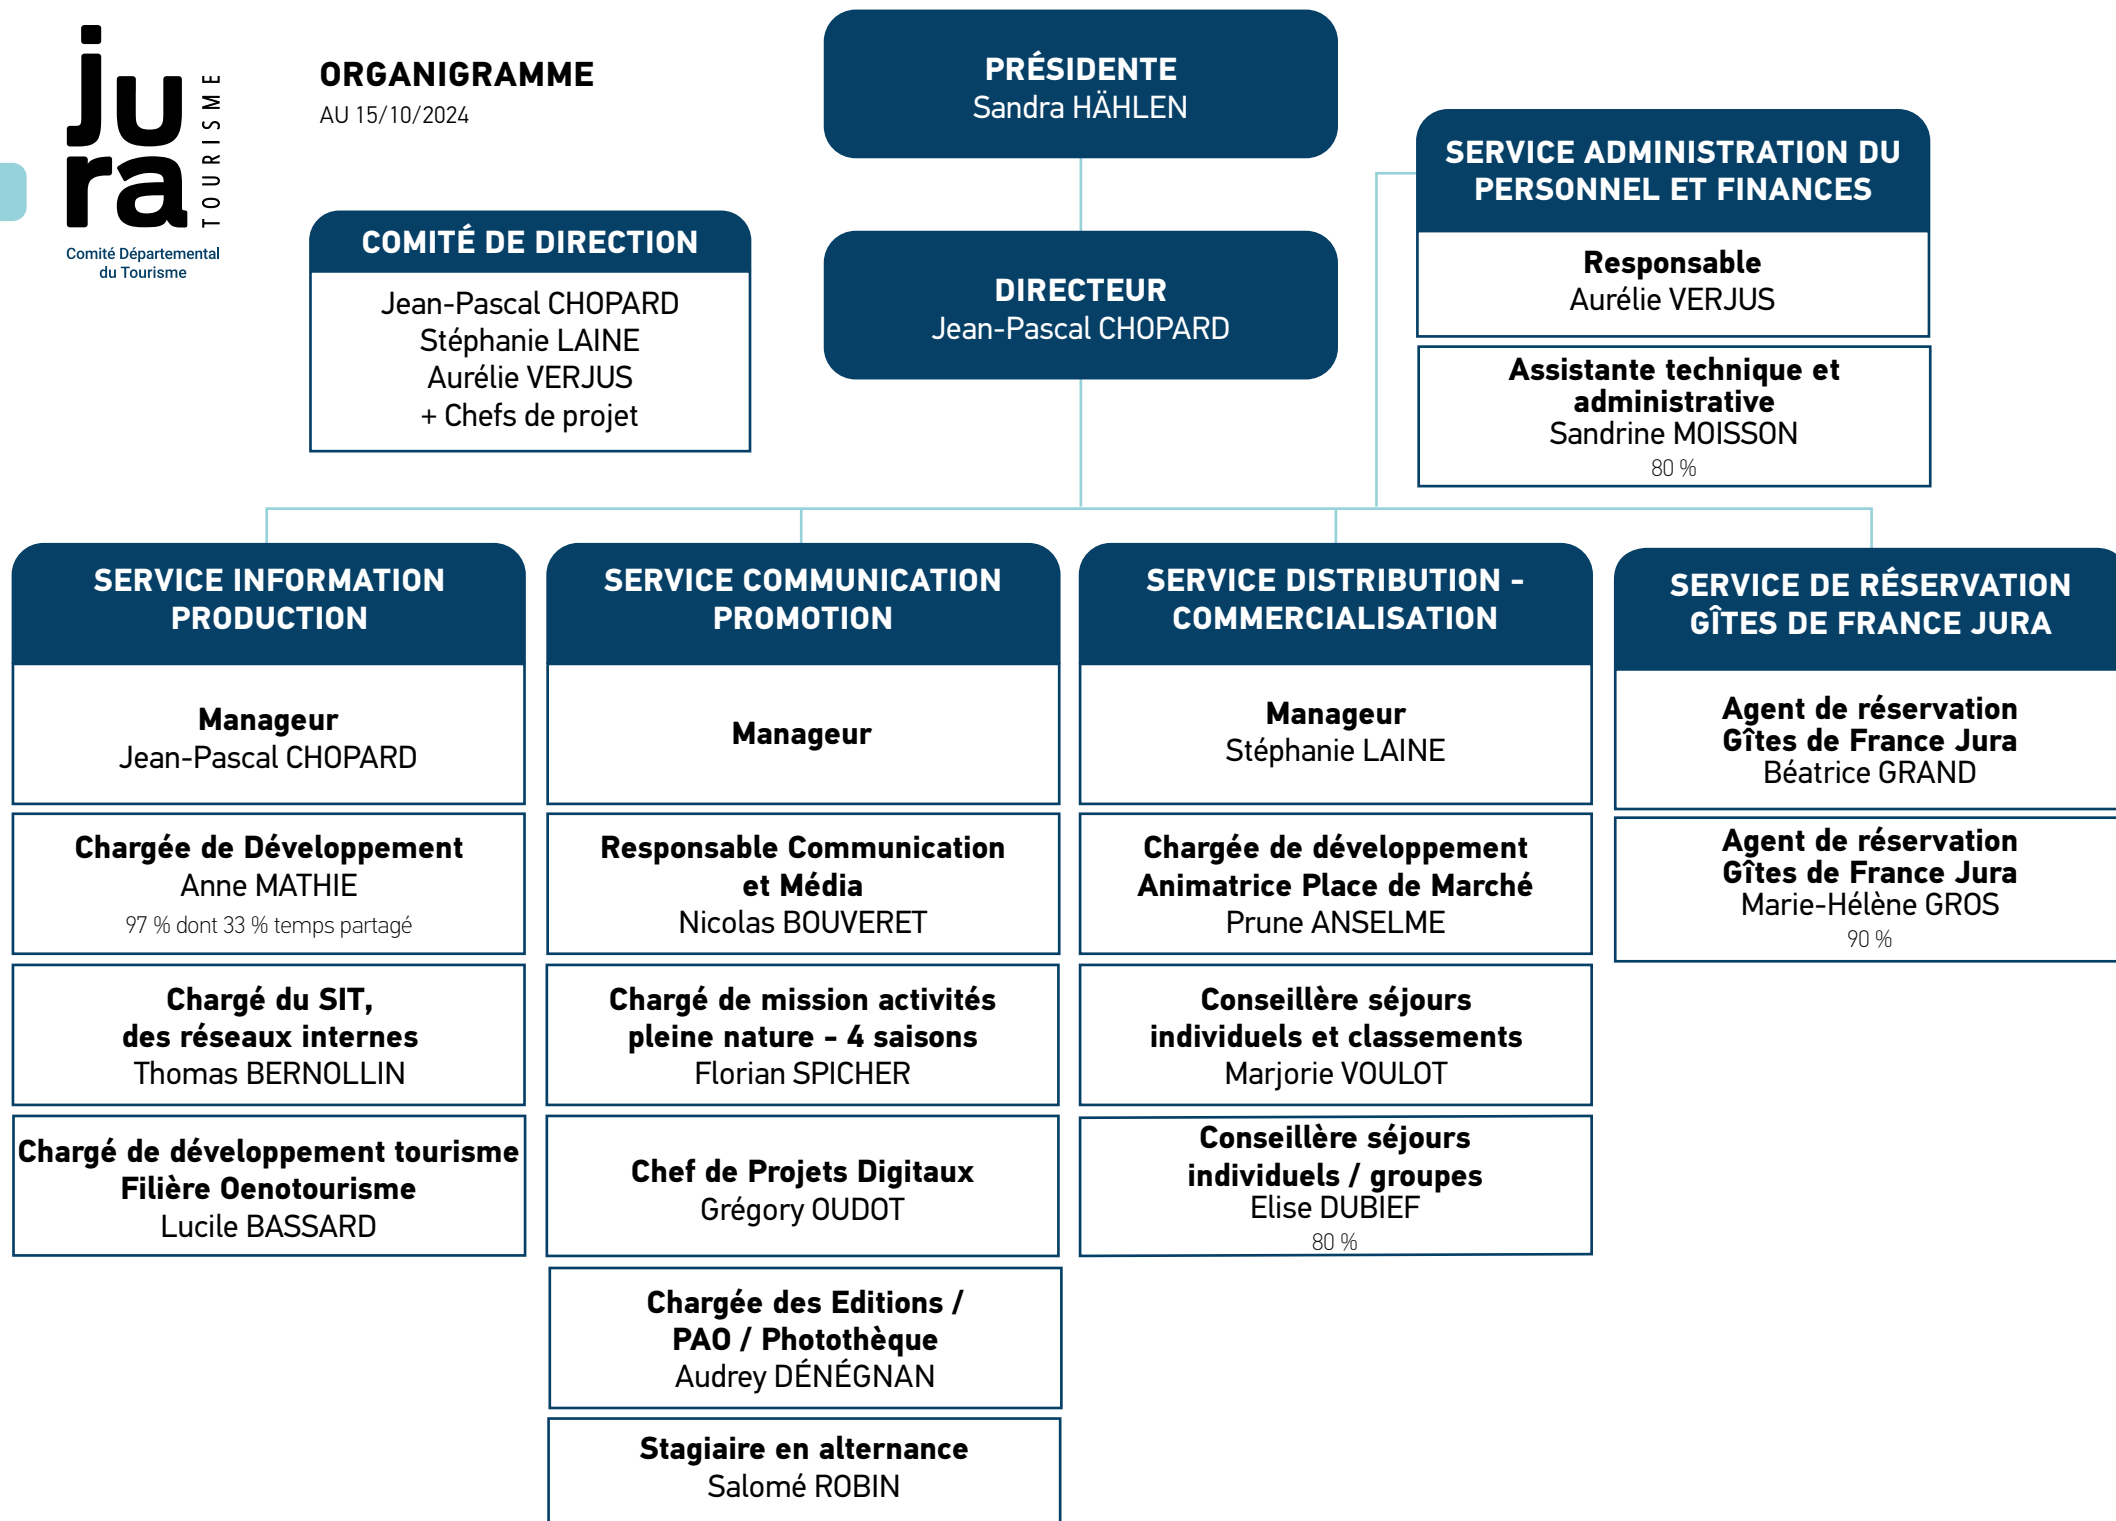 jura
TOURISME
Comité Départemental
du Tourisme
ORGANIGRAMME
AU 15/10/2024
PRÉSIDENTE
Sandra HÄHLEN
DIRECTEUR
Jean-Pascal CHOPARD
COMITÉ DE DIRECTION
Jean-Pascal CHOPARD
Stéphanie LAINE
Aurélie VERJUS
+ Chefs de projet
SERVICE ADMINISTRATION DU
PERSONNEL ET FINANCES
Responsable
Aurélie VERJUS
Assistante technique et
administrative
Sandrine MOISSON
80 %
SERVICE INFORMATION
PRODUCTION
Manageur
Jean-Pascal CHOPARD
Chargée de Développement
Anne MATHIE
97 % dont 33 % temps partagé
Chargé du SIT,
des réseaux internes
Thomas BERNOLLIN
Chargé de développement tourisme
Filière Oenotourisme
Lucile BASSARD
SERVICE COMMUNICATION
PROMOTION
Manageur
Responsable Communication
et Média
Nicolas BOUVERET
Chargé de mission activités
pleine nature - 4 saisons
Florian SPICHER
Chef de Projets Digitaux
Grégory OUDOT
Chargée des Editions /
PAO / Photothèque
Audrey DÉNÉGNAN
Stagiaire en alternance
Salomé ROBIN
SERVICE DISTRIBUTION -
COMMERCIALISATION
Manageur
Stéphanie LAINE
Chargée de développement
Animatrice Place de Marché
Prune ANSELME
Conseillère séjours
individuels et classements
Marjorie VOULOT
Conseillère séjours
individuels / groupes
Elise DUBIEF
80 %
SERVICE DE RÉSERVATION
GÎTES DE FRANCE JURA
Agent de réservation
Gîtes de France Jura
Béatrice GRAND
Agent de réservation
Gîtes de France Jura
Marie-Hélène GROS
90 %